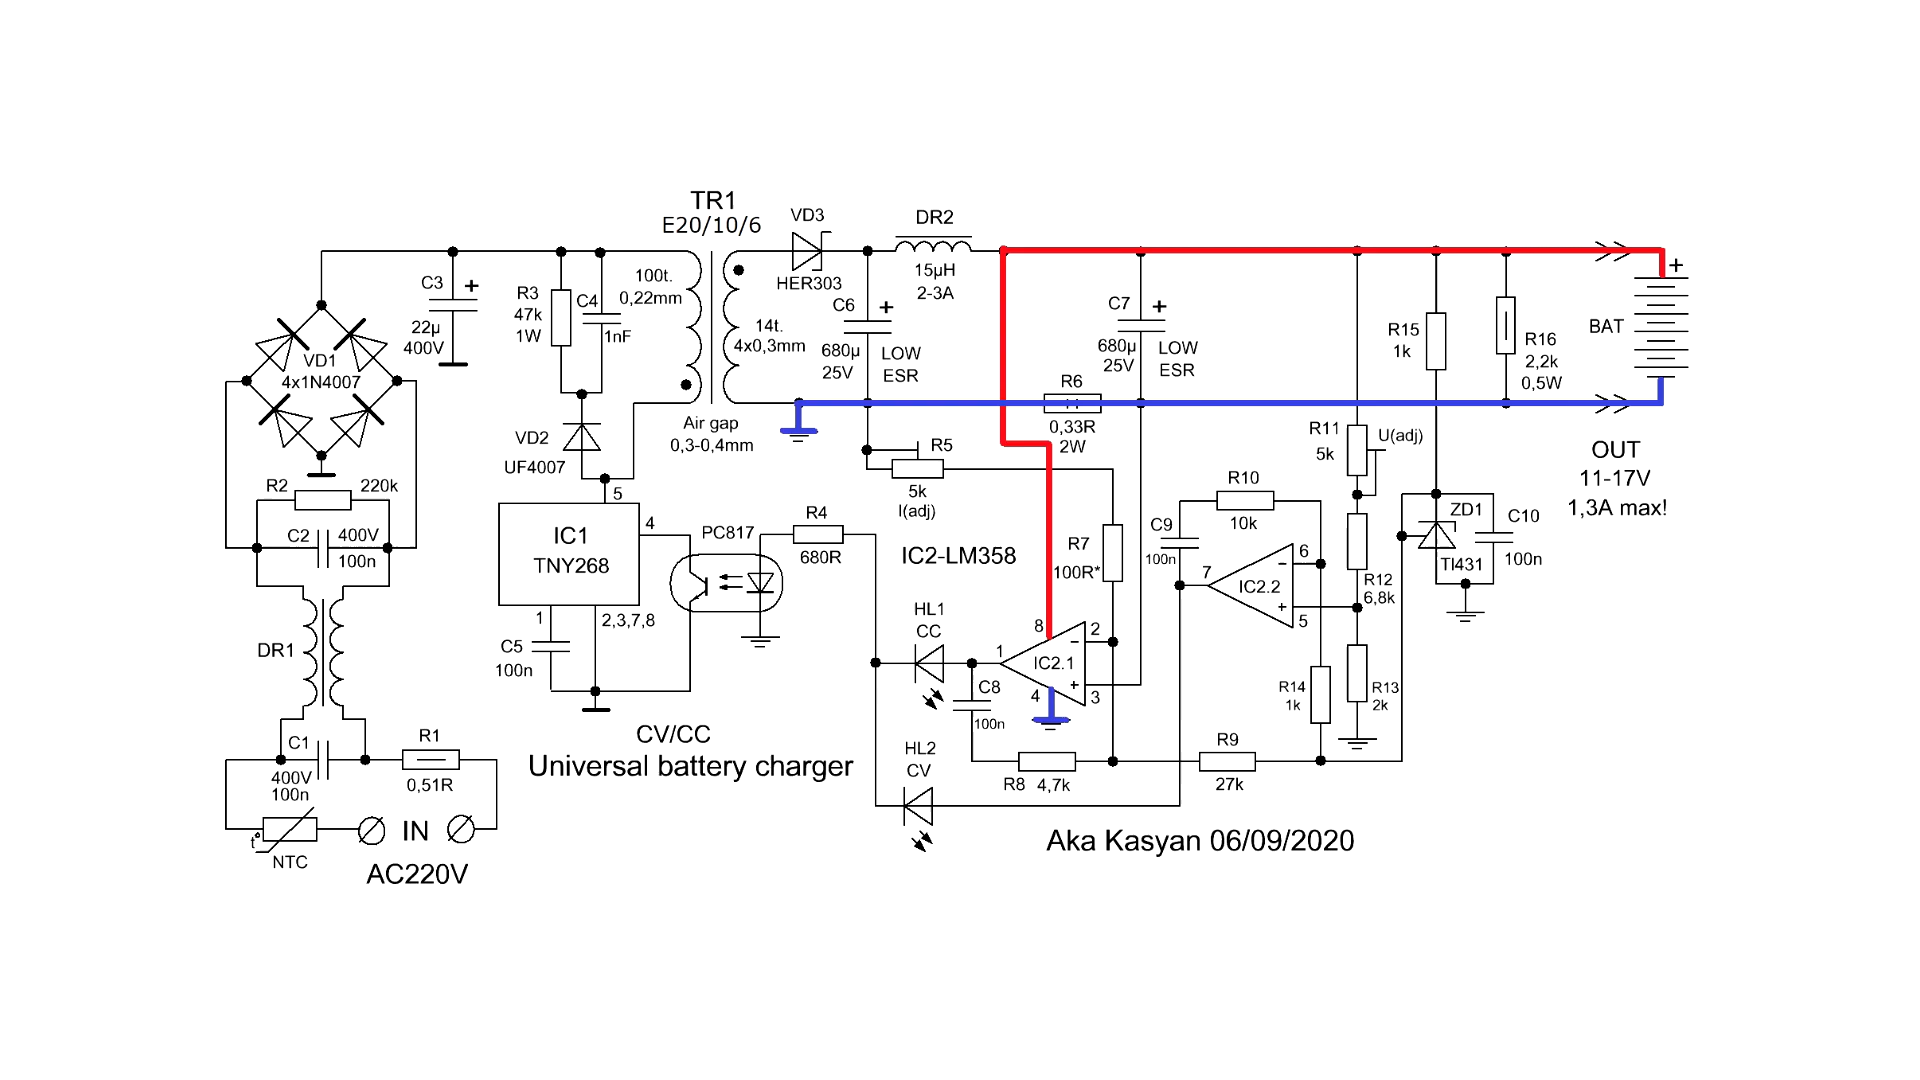 TR1
E20/10/6
VD3
HER303
DR2
15µH
2-3A
100t.
0,22mm
14t.
4x0,3mm
Air gap
0,3-0,4mm
C3
+
22µ
400V
R3
47k
1W
C4
1nF
VD1
4x1N4007
VD2
UF4007
C6
+
680µ
25V
LOW
ESR
C7
+
680µ
25V
LOW
ESR
R6
0,33R
2W
R15
1k
R16
2,2k
0,5W
BAT
+
OUT
11-17V
1,3A max!
R5
5k
I(adj)
R11
5k
U(adj)
R2
220k
C2
400V
100n
IC1
TNY268
5
4
1
2,3,7,8
C5
100n
PC817
R4
680R
IC2-LM358
R7
100R*
C9
100n
R10
10k
7
IC2.2
6
-
+
5
R12
6,8k
R13
2k
R14
1k
ZD1
Tl431
C10
100n
HL1
CC
1
IC2.1
8
2
-
+
3
4
C8
100n
R8
4,7k
R9
27k
HL2
CV
DR1
C1
400V
100n
R1
0,51R
t°
NTC
IN
AC220V
CV/CC
Universal battery charger
Aka Kasyan 06/09/2020